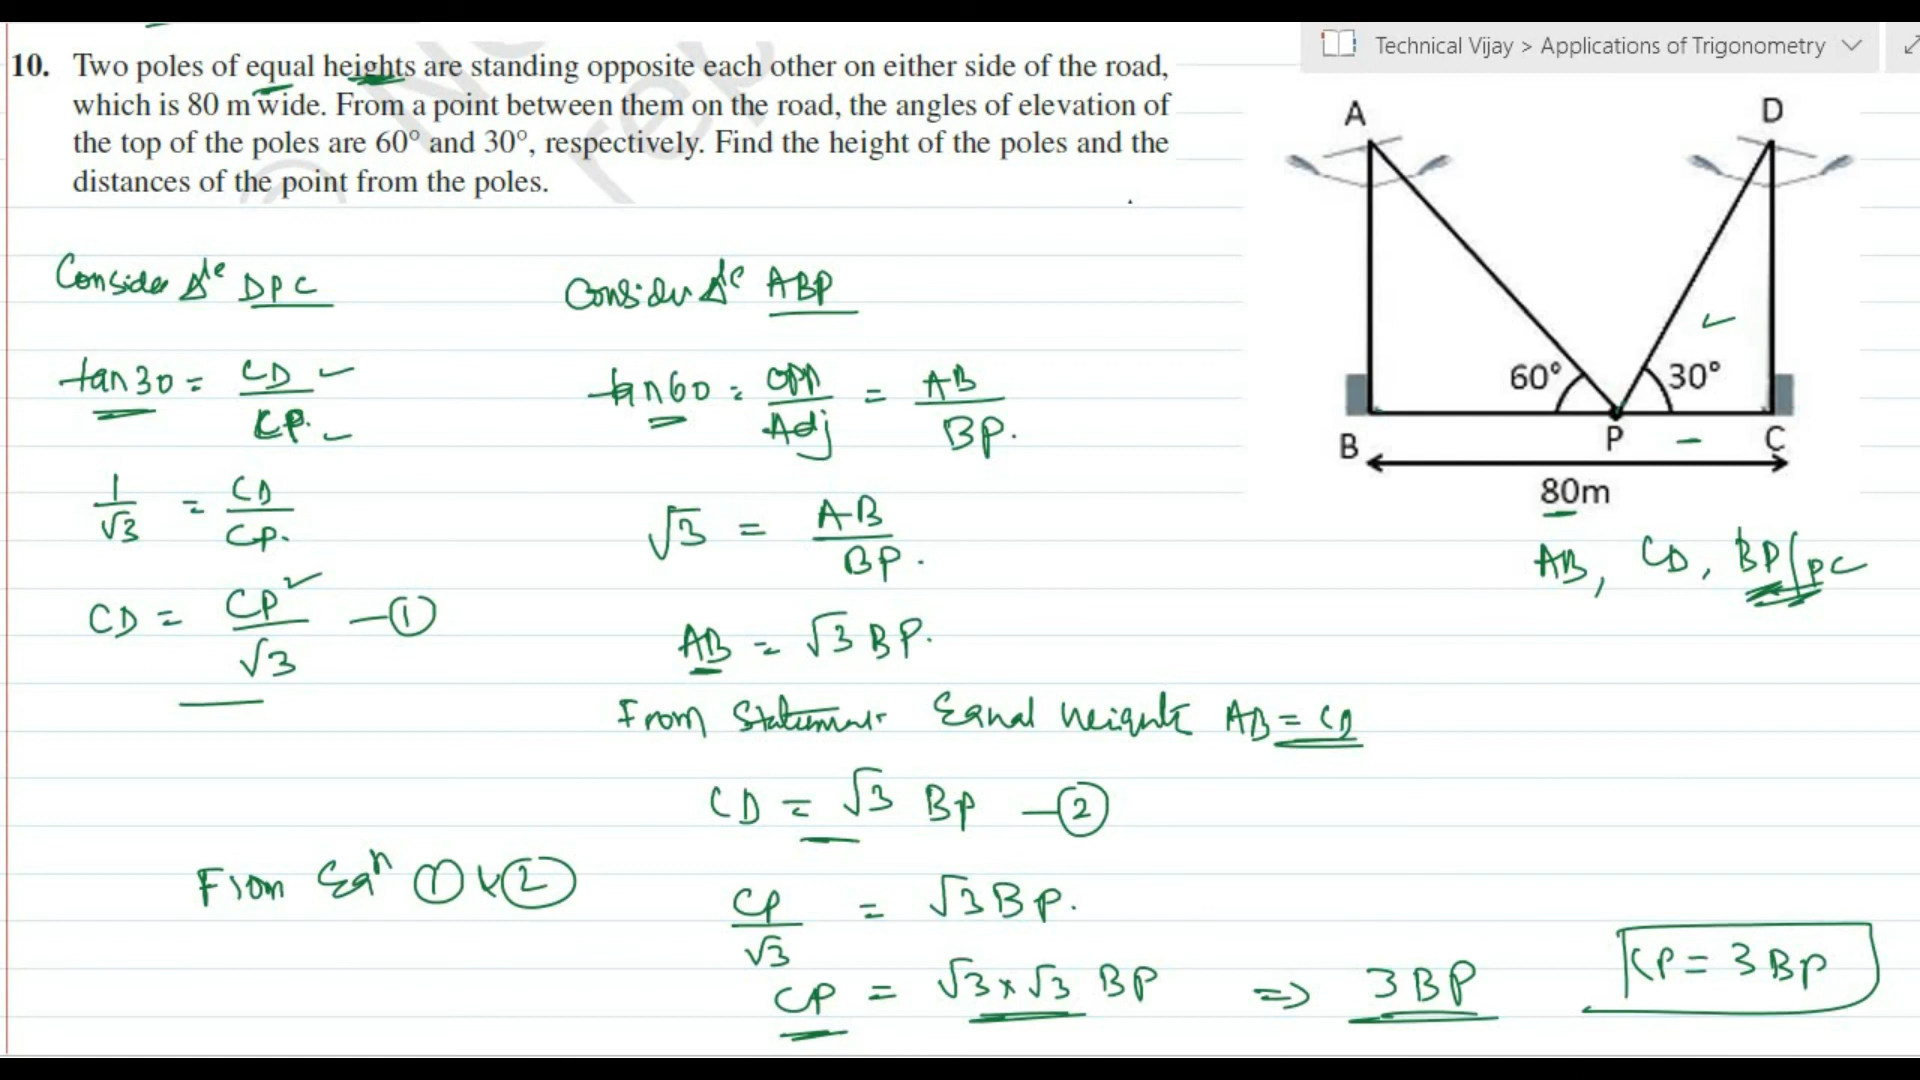 Technical Vijay > Applications of Trigonometry
10. Two poles of equal heights are standing opposite each other on either side of the road,
which is 80 m wide. From a point between them on the road, the angles of elevation of
the top of the poles are 60° and 30°, respectively. Find the height of the poles and the
distances of the point from the poles.
A D
60° 30°
B P C
80m
AB, CD, BP/PC
Consider Δle DPC
tan30 = CD/CP.
1/√3 = CD/CP.
CD = CP/√3 —①
Consider Δle ABP
tan60 = opp/Adj = AB/BP.
√3 = AB/BP.
AB = √3 BP.
From Statement Equal heights AB = CD
CD = √3 BP —②
From Eqn ① & ②
CP/√3 = √3 BP.
CP = √3 × √3 BP ⇒ 3BP
CP = 3BP